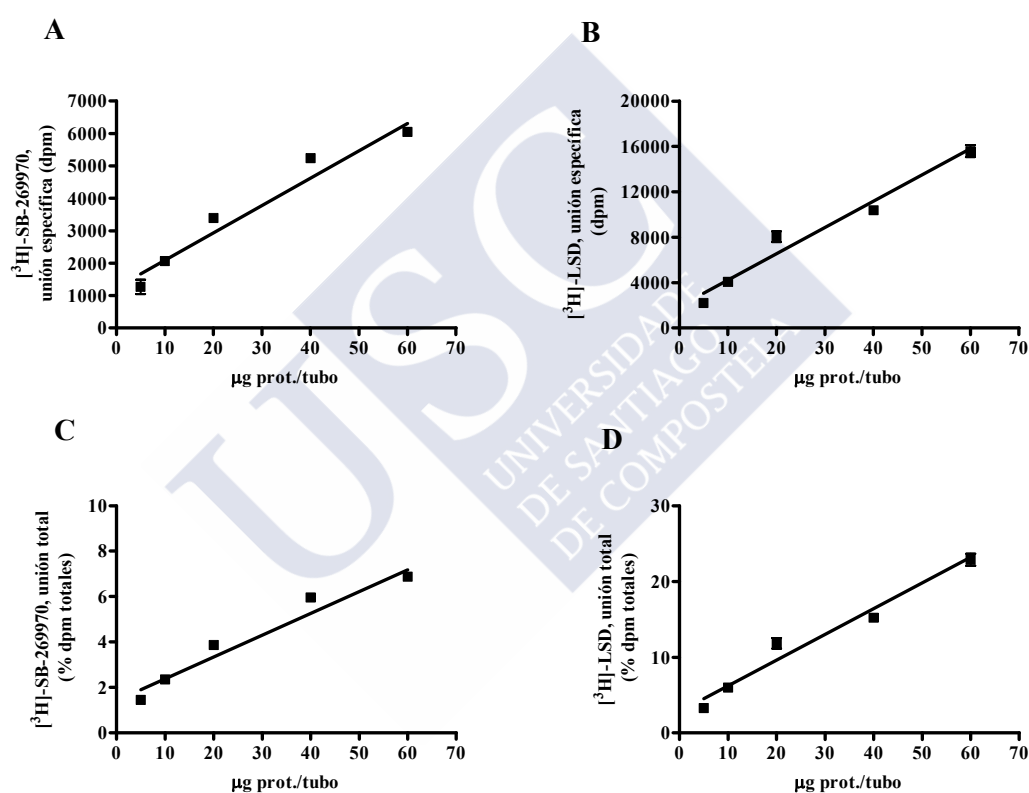 A
B
[³H]-SB-269970,
unión específica (dpm)
7000
6000
5000
4000
3000
2000
1000
0
0 10 20 30 40 50 60 70
µg prot./tubo
[³H]-LSD, unión específica
(dpm)
20000
16000
12000
8000
4000
0
0 10 20 30 40 50 60 70
µg prot./tubo
USC
UNIVERSIDADE
DE SANTIAGO
DE COMPOSTELA
C
D
[³H]-SB-269970, unión total
(% dpm totales)
10
8
6
4
2
0
0 10 20 30 40 50 60 70
µg prot./tubo
[³H]-LSD, unión total
(% dpm totales)
30
20
10
0
0 10 20 30 40 50 60 70
µg prot./tubo